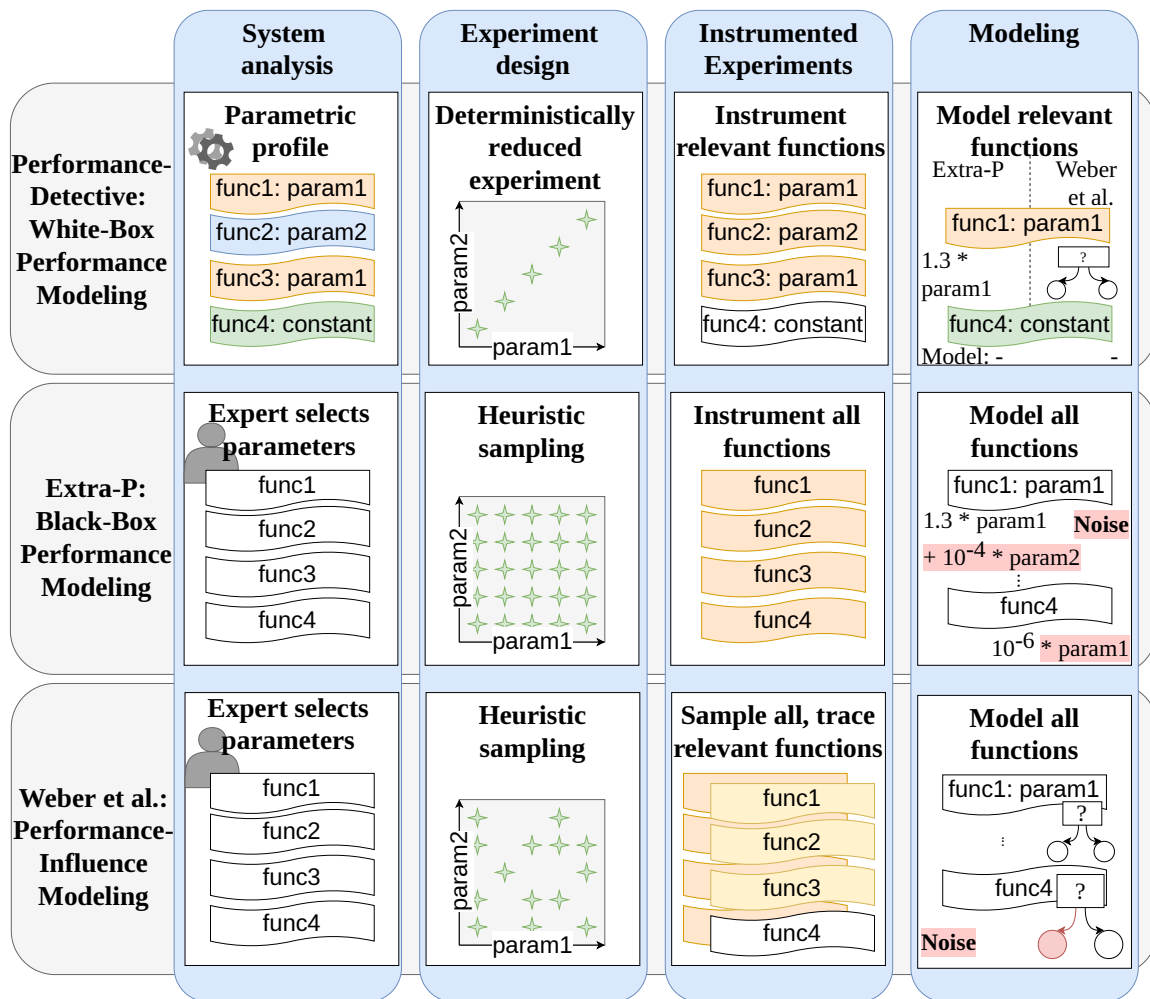 System
analysis
Experiment
design
Instrumented
Experiments
Modeling
Performance-
Detective:
White-Box
Performance
Modeling
Parametric
profile
func1: param1
func2: param2
func3: param1
func4: constant
Deterministically
reduced
experiment
param2
param1
Instrument
relevant functions
func1: param1
func2: param2
func3: param1
func4: constant
Model relevant
functions
Extra-P
Weber
et al.
func1: param1
1.3 *
param1
?
func4: constant
Model: - -
Extra-P:
Black-Box
Performance
Modeling
Expert selects
parameters
func1
func2
func3
func4
Heuristic
sampling
param2
param1
Instrument all
functions
func1
func2
func3
func4
Model all
functions
func1: param1
1.3 * param1 Noise
+ 10-4 * param2
...
func4
10-6 * param1
Weber et al.:
Performance-
Influence
Modeling
Expert selects
parameters
func1
func2
func3
func4
Heuristic
sampling
param2
param1
Sample all, trace
relevant functions
func1
func2
func3
func4
Model all
functions
func1: param1
?
...
func4 ?
Noise